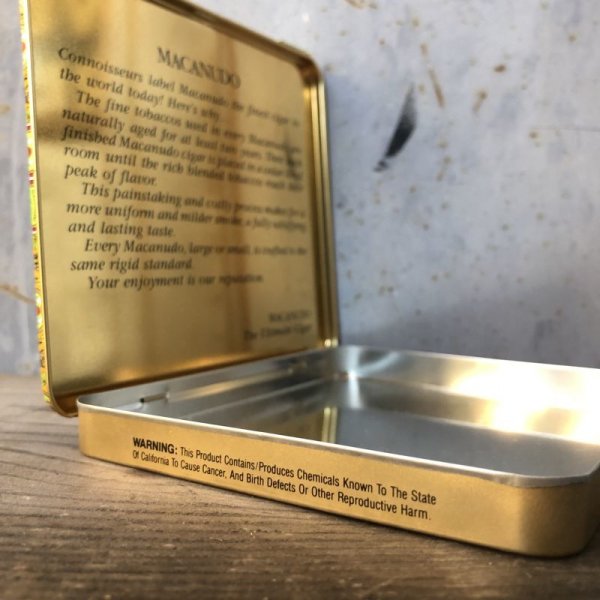 MACANUDO
Connoisseurs label Macanudo the finest cigar in
the world today! Here's why.
The fine tobaccos used in every Macanudo are
naturally aged for at least two years. Then
finished Macanudo cigar is placed in a cedar
room until the rich blended tobaccos reach their
peak of flavor.
This painstaking and costly process makes for a
more uniform and milder smoke, a fully satisfying
and lasting taste.
Every Macanudo, large or small, is crafted to the
same rigid standard.
Your enjoyment is our reputation.
MACANUDO
The Ultimate Cigar
WARNING: This Product Contains/Produces Chemicals Known To The State
Of California To Cause Cancer, And Birth Defects Or Other Reproductive Harm.